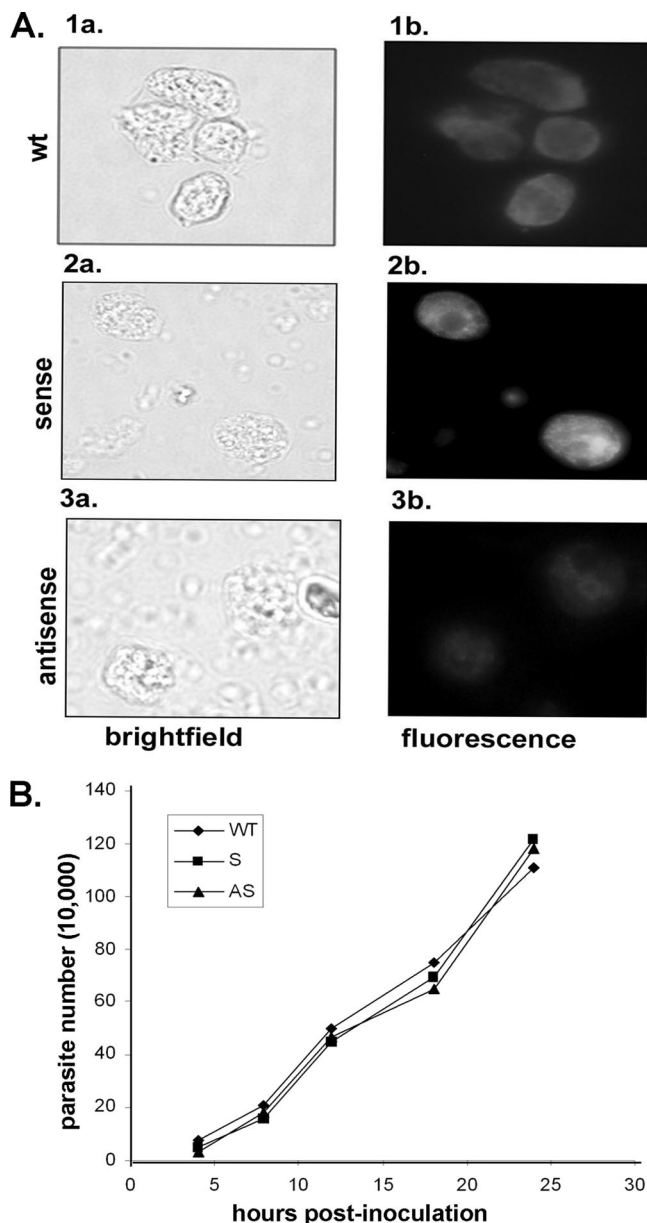 A.
1a. 1b.
wt
2a. 2b.
sense
3a. 3b.
antisense
brightfield fluorescence
B.
140
120
100
80
60
40
20
0
parasite number (10,000)
WT
S
AS
0 5 10 15 20 25 30
hours post-inoculation